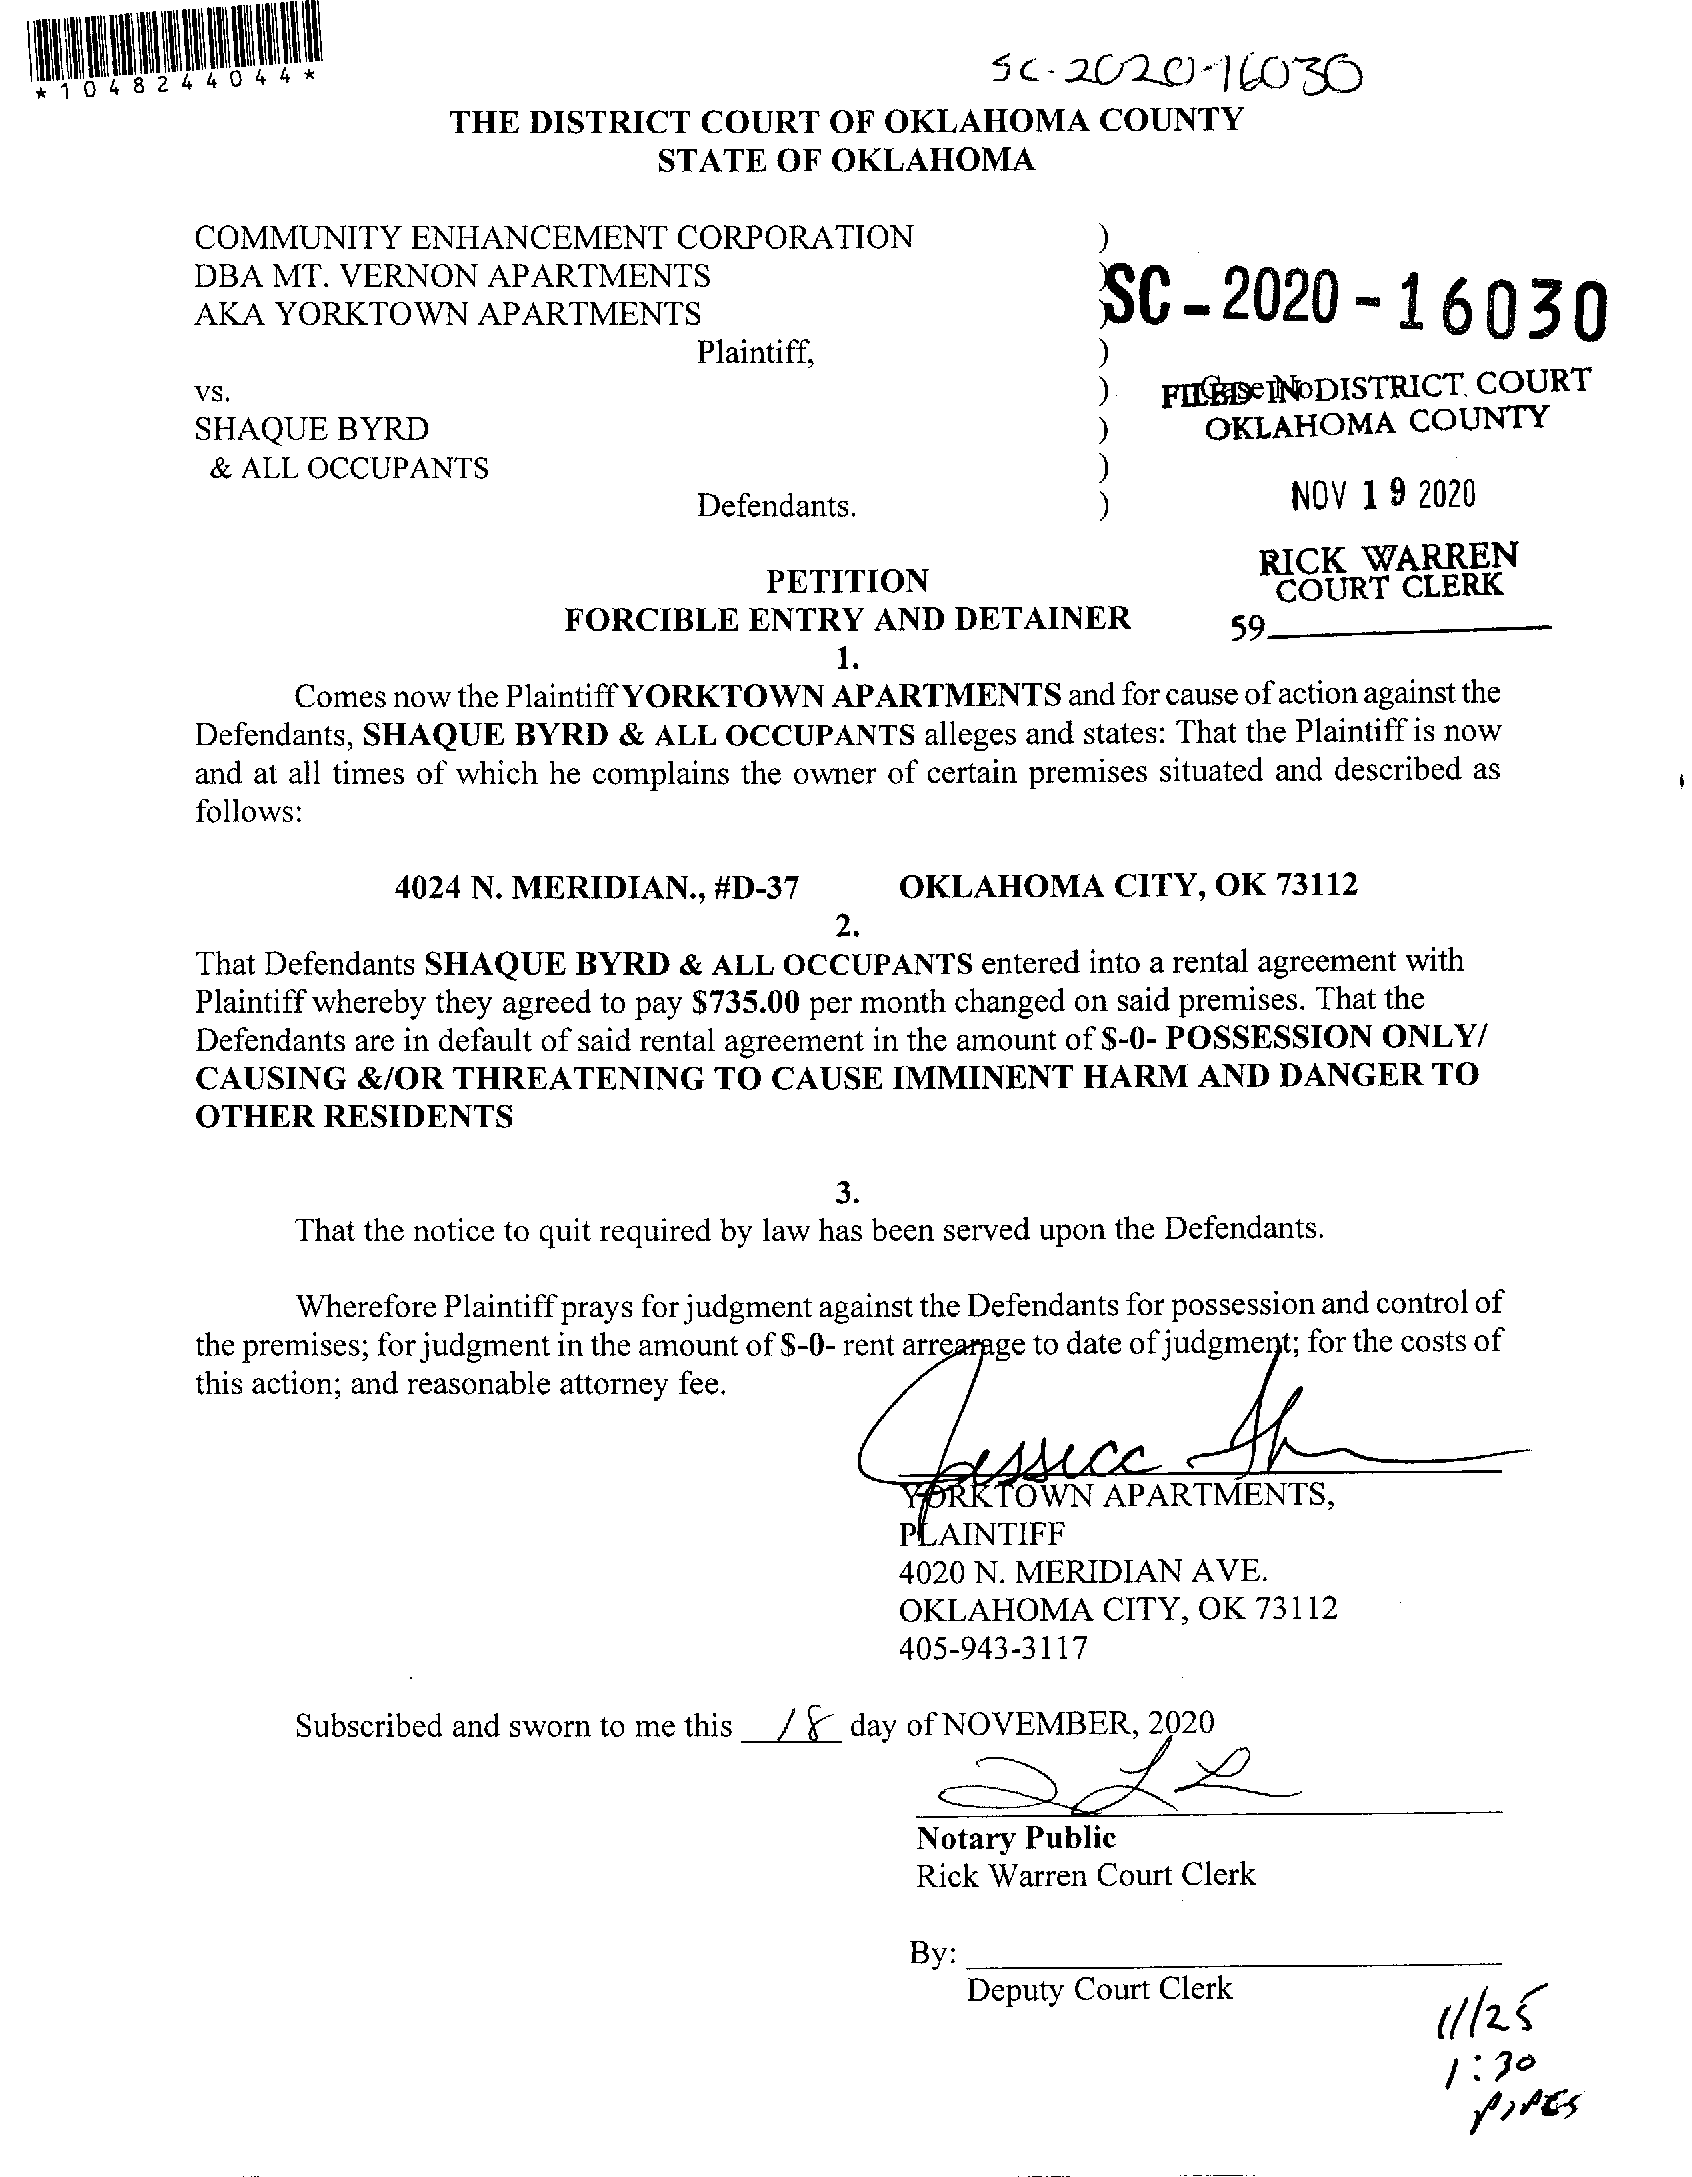 *1048244044*
SC-2020-16030
THE DISTRICT COURT OF OKLAHOMA COUNTY
STATE OF OKLAHOMA
COMMUNITY ENHANCEMENT CORPORATION )
DBA MT. VERNON APARTMENTS )
AKA YORKTOWN APARTMENTS )
SC-2020-16030
Plaintiff, )
vs. ) Case No
FILED IN DISTRICT COURT
SHAQUE BYRD )
OKLAHOMA COUNTY
& ALL OCCUPANTS )
Defendants. )
NOV 19 2020
RICK WARREN
COURT CLERK
59
PETITION
FORCIBLE ENTRY AND DETAINER
1.
Comes now the Plaintiff YORKTOWN APARTMENTS and for cause of action against the
Defendants, SHAQUE BYRD & ALL OCCUPANTS alleges and states: That the Plaintiff is now
and at all times of which he complains the owner of certain premises situated and described as
follows:
4024 N. MERIDIAN., #D-37 OKLAHOMA CITY, OK 73112
2.
That Defendants SHAQUE BYRD & ALL OCCUPANTS entered into a rental agreement with
Plaintiff whereby they agreed to pay $735.00 per month changed on said premises. That the
Defendants are in default of said rental agreement in the amount of $-0- POSSESSION ONLY/
CAUSING &/OR THREATENING TO CAUSE IMMINENT HARM AND DANGER TO
OTHER RESIDENTS
3.
That the notice to quit required by law has been served upon the Defendants.
Wherefore Plaintiff prays for judgment against the Defendants for possession and control of
the premises; for judgment in the amount of $-0- rent arrearage to date of judgment; for the costs of
this action; and reasonable attorney fee.
Jessica
YORKTOWN APARTMENTS,
PLAINTIFF
4020 N. MERIDIAN AVE.
OKLAHOMA CITY, OK 73112
405-943-3117
Subscribed and sworn to me this 18 day of NOVEMBER, 2020
Notary Public
Rick Warren Court Clerk
By:
Deputy Court Clerk
11/25
1:30
PIPES